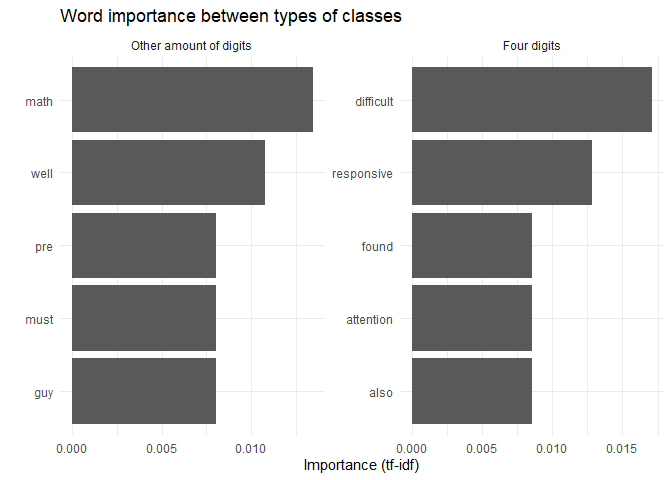 Word importance between types of classes
Other amount of digits
math
well
pre
must
guy
0.000 0.005 0.010
Four digits
difficult
responsive
found
attention
also
0.000 0.005 0.010 0.015
Importance (tf-idf)